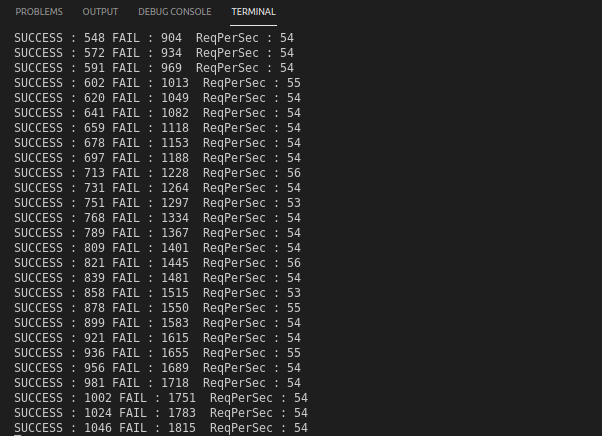 PROBLEMS OUTPUT DEBUG CONSOLE TERMINAL
SUCCESS : 548 FAIL : 904  ReqPerSec : 54
SUCCESS : 572 FAIL : 934  ReqPerSec : 54
SUCCESS : 591 FAIL : 969  ReqPerSec : 54
SUCCESS : 602 FAIL : 1013  ReqPerSec : 55
SUCCESS : 620 FAIL : 1049  ReqPerSec : 54
SUCCESS : 641 FAIL : 1082  ReqPerSec : 54
SUCCESS : 659 FAIL : 1118  ReqPerSec : 54
SUCCESS : 678 FAIL : 1153  ReqPerSec : 54
SUCCESS : 697 FAIL : 1188  ReqPerSec : 54
SUCCESS : 713 FAIL : 1228  ReqPerSec : 56
SUCCESS : 731 FAIL : 1264  ReqPerSec : 54
SUCCESS : 751 FAIL : 1297  ReqPerSec : 53
SUCCESS : 768 FAIL : 1334  ReqPerSec : 54
SUCCESS : 789 FAIL : 1367  ReqPerSec : 54
SUCCESS : 809 FAIL : 1401  ReqPerSec : 54
SUCCESS : 821 FAIL : 1445  ReqPerSec : 56
SUCCESS : 839 FAIL : 1481  ReqPerSec : 54
SUCCESS : 858 FAIL : 1515  ReqPerSec : 53
SUCCESS : 878 FAIL : 1550  ReqPerSec : 55
SUCCESS : 899 FAIL : 1583  ReqPerSec : 54
SUCCESS : 921 FAIL : 1615  ReqPerSec : 54
SUCCESS : 936 FAIL : 1655  ReqPerSec : 55
SUCCESS : 956 FAIL : 1689  ReqPerSec : 54
SUCCESS : 981 FAIL : 1718  ReqPerSec : 54
SUCCESS : 1002 FAIL : 1751  ReqPerSec : 54
SUCCESS : 1024 FAIL : 1783  ReqPerSec : 54
SUCCESS : 1046 FAIL : 1815  ReqPerSec : 54